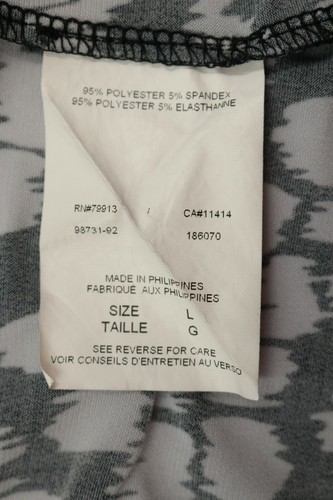 95% POLYESTER 5% SPANDEX
95% POLYESTER 5% ELASTHANNE
RN#79913 / CA#11414
98731-92 186070
MADE IN PHILIPPINES
FABRIQUÉ AUX PHILIPPINES
SIZE L
TAILLE G
SEE REVERSE FOR CARE
VOIR CONSEILS D'ENTRETIEN AU VERSO